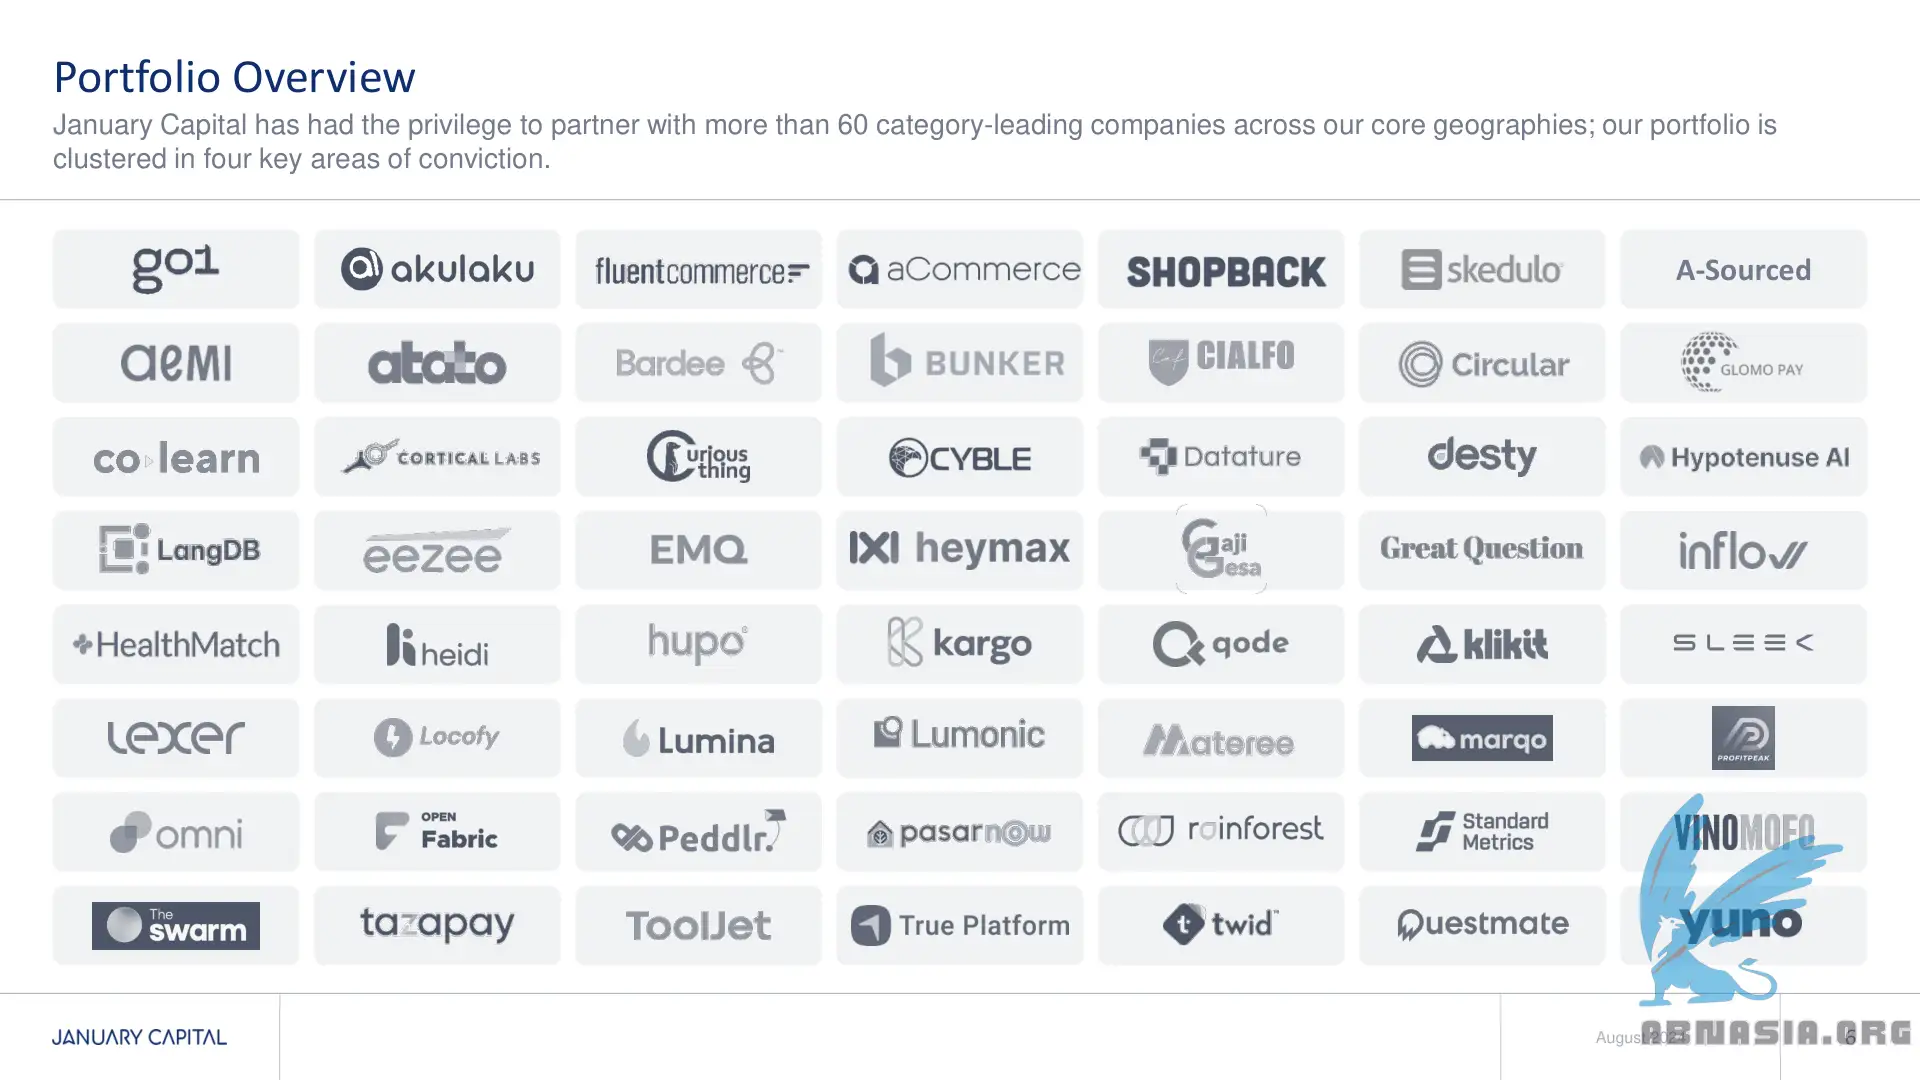 Portfolio Overview
January Capital has had the privilege to partner with more than 60 category-leading companies across our core geographies; our portfolio is
clustered in four key areas of conviction.
go1 akulaku fluentcommerce aCommerce SHOPBACK skedulo A-Sourced
aeMI atato Bardee BUNKER CIALFO Circular GLOMO PAY
co learn CORTICAL LABS Curious thing CYBLE Datature desty Hypotenuse AI
LangDB eezee EMQ heymax Gaji Gesa Great Question inflow
HealthMatch heidi hupo kargo qode klikit SLEEK
Lexer Locofy Lumina Lumonic Materee marqo PROFITPEAK
omni OPEN Fabric Peddlr. pasarnow rainforest Standard Metrics VINOMOFO
The swarm tazapay ToolJet True Platform twid Questmate yuno
JANUARY CAPITAL
August 2024
6
ABNASIA.ORG